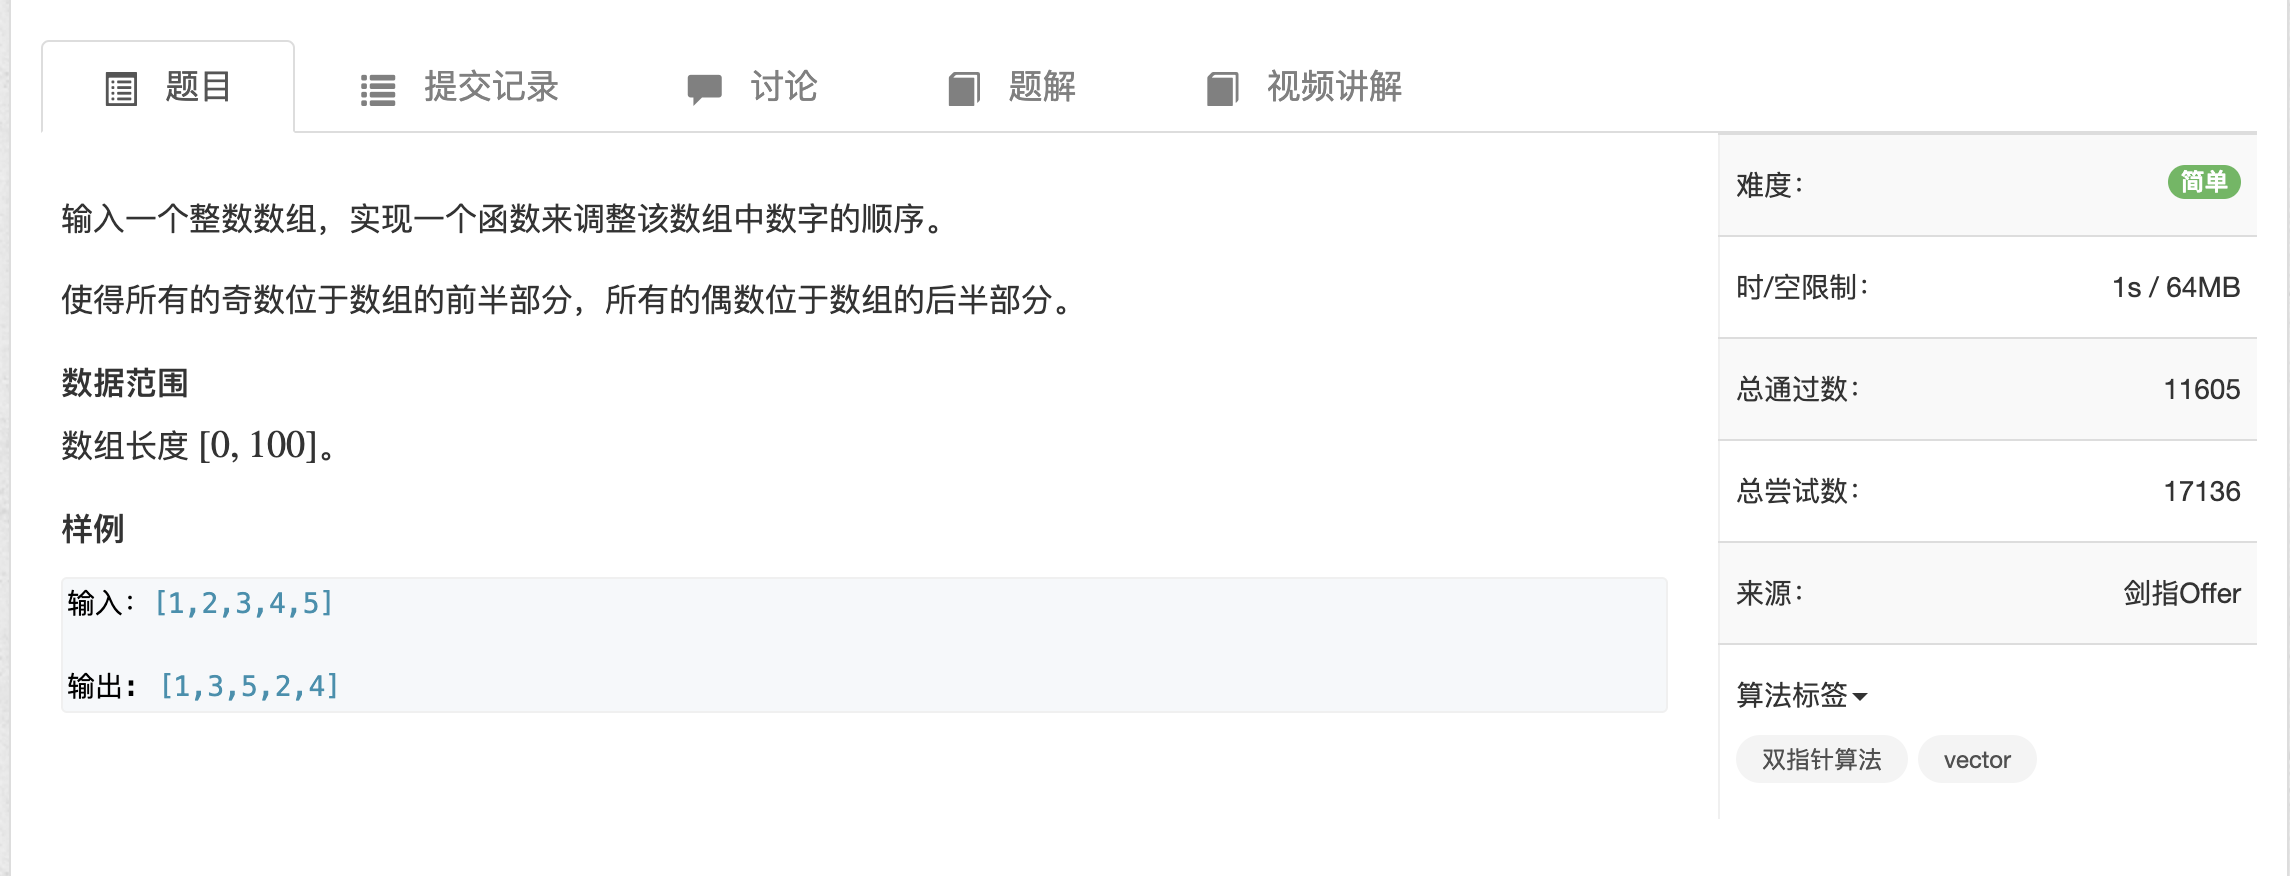 题目
提交记录
讨论
题解
视频讲解
输入一个整数数组，实现一个函数来调整该数组中数字的顺序。
使得所有的奇数位于数组的前半部分，所有的偶数位于数组的后半部分。
数据范围
数组长度 [0, 100]。
样例
输入：[1,2,3,4,5]
输出: [1,3,5,2,4]
难度： 简单
时/空限制： 1s / 64MB
总通过数： 11605
总尝试数： 17136
来源： 剑指Offer
算法标签
双指针算法 vector